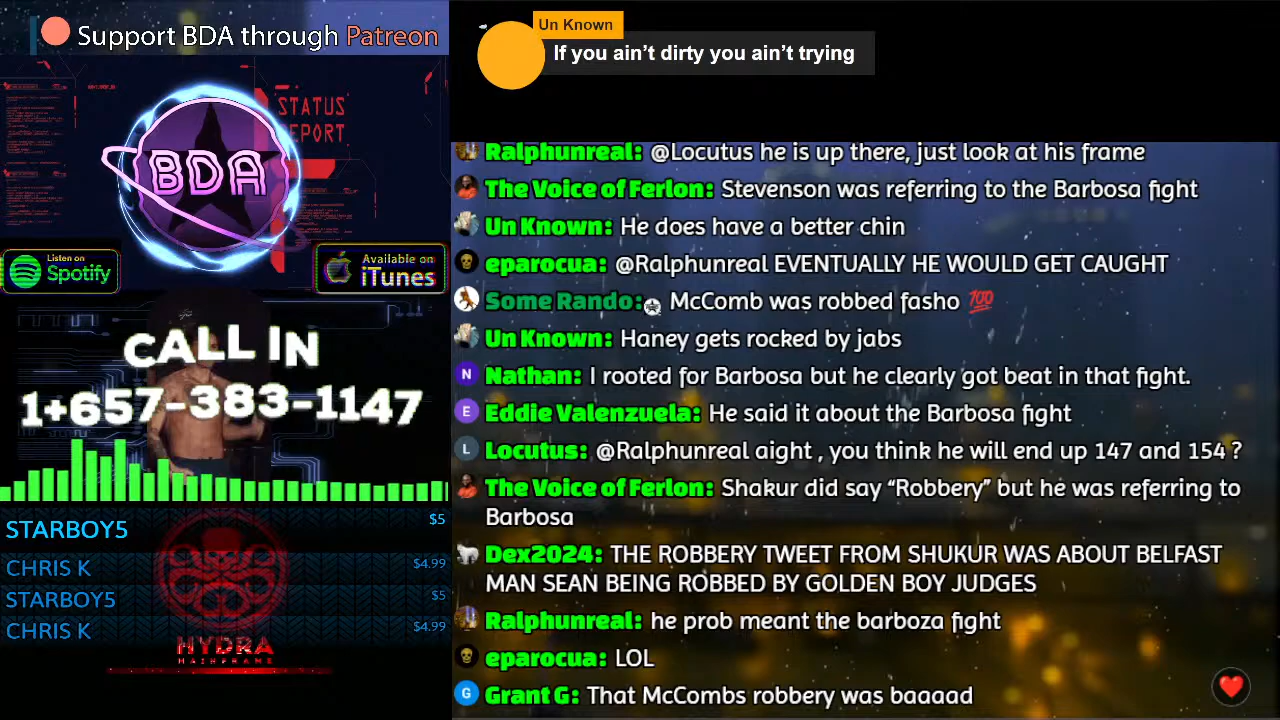 Support BDA through Patreon
STATUS
REPORT
BDA
Listen on
Spotify
Available on
iTunes
CALL IN
1+657-383-1147
STARBOY5 $5
CHRIS K $4.99
STARBOY5 $5
CHRIS K $4.99
HYDRA
MAINFRAME
Un Known
If you ain’t dirty you ain’t trying
Ralphunreal: @Locutus he is up there, just look at his frame
The Voice of Ferlon: Stevenson was referring to the Barbosa fight
Un Known: He does have a better chin
eparocua: @Ralphunreal EVENTUALLY HE WOULD GET CAUGHT
Some Rando: McComb was robbed fasho 💯
Un Known: Haney gets rocked by jabs
N Nathan: I rooted for Barbosa but he clearly got beat in that fight.
E Eddie Valenzuela: He said it about the Barbosa fight
L Locutus: @Ralphunreal aight , you think he will end up 147 and 154 ?
The Voice of Ferlon: Shakur did say “Robbery” but he was referring to
Barbosa
Dex2024: THE ROBBERY TWEET FROM SHUKUR WAS ABOUT BELFAST
MAN SEAN BEING ROBBED BY GOLDEN BOY JUDGES
Ralphunreal: he prob meant the barboza fight
eparocua: LOL
G Grant G: That McCombs robbery was baaaad